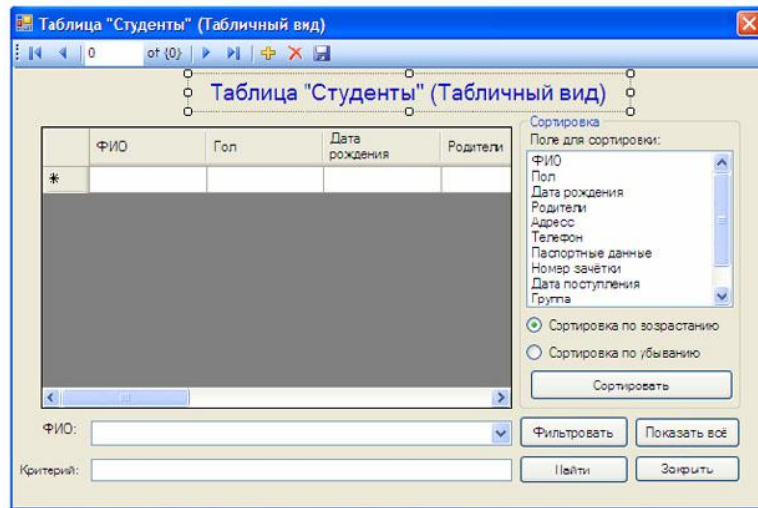 Таблица "Студенты" (Табличный вид)
0 of {0}
Таблица "Студенты" (Табличный вид)
ФИО Гол Дата рождения Родители
Сортировка
Поле для сортировки:
ФИО
Пол
Дата рождения
Родители
Адресс
Телефон
Паспортные данные
Номер зачётки
Дата поступления
Группа
Сортировка по возрастанию
Сортировка по убыванию
Сортировать
ФИО:
Фильтровать Показать всё
Критерий:
Найти Закрыть